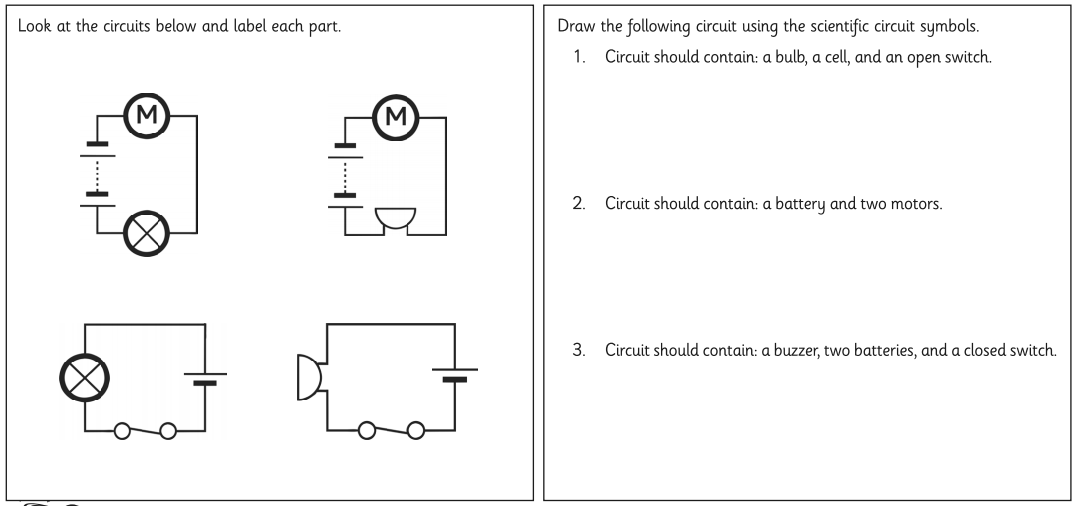 Look at the circuits below and label each part.
M
M
Draw the following circuit using the scientific circuit symbols.
1. Circuit should contain: a bulb, a cell, and an open switch.
2. Circuit should contain: a battery and two motors.
3. Circuit should contain: a buzzer, two batteries, and a closed switch.